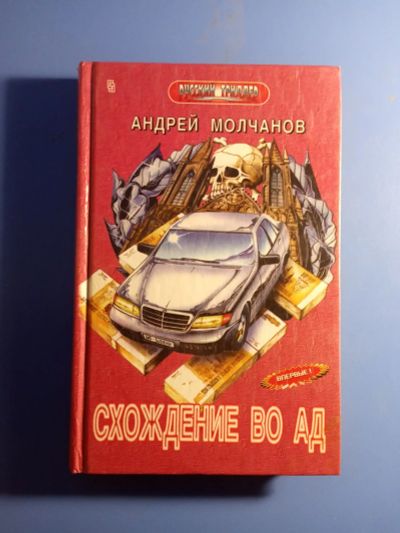 РУССКИЙ ТРИЛЛЕР
АНДРЕЙ МОЛЧАНОВ
ВПЕРВЫЕ!
СХОЖДЕНИЕ ВО АД